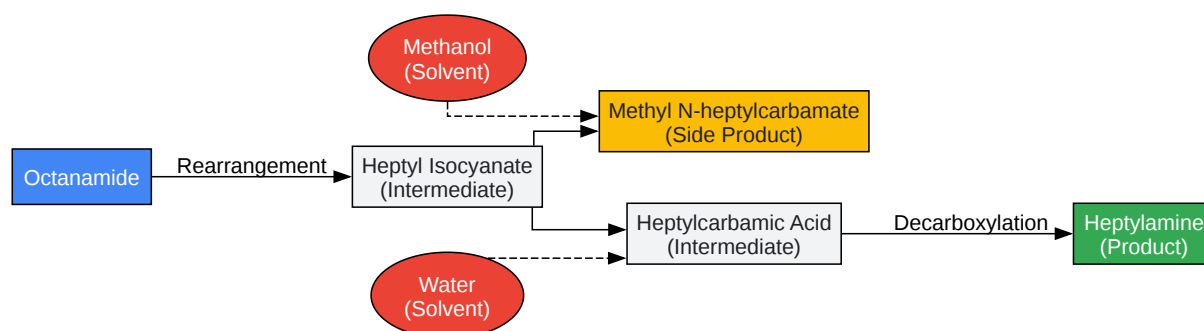 Methanol
(Solvent)
Methyl N-heptylcarbamate
(Side Product)
Octanamide
Rearrangement
Heptyl Isocyanate
(Intermediate)
Heptylcarbamic Acid
(Intermediate)
Decarboxylation
Heptylamine
(Product)
Water
(Solvent)